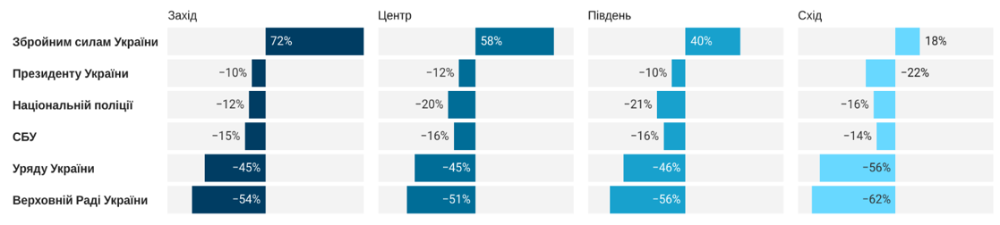 Захід Центр Південь Схід
Збройним силам України 72% 58% 40% 18%
Президенту України −10% −12% −10% −22%
Національній поліції −12% −20% −21% −16%
СБУ −15% −16% −16% −14%
Уряду України −45% −45% −46% −56%
Верховній Раді України −54% −51% −56% −62%